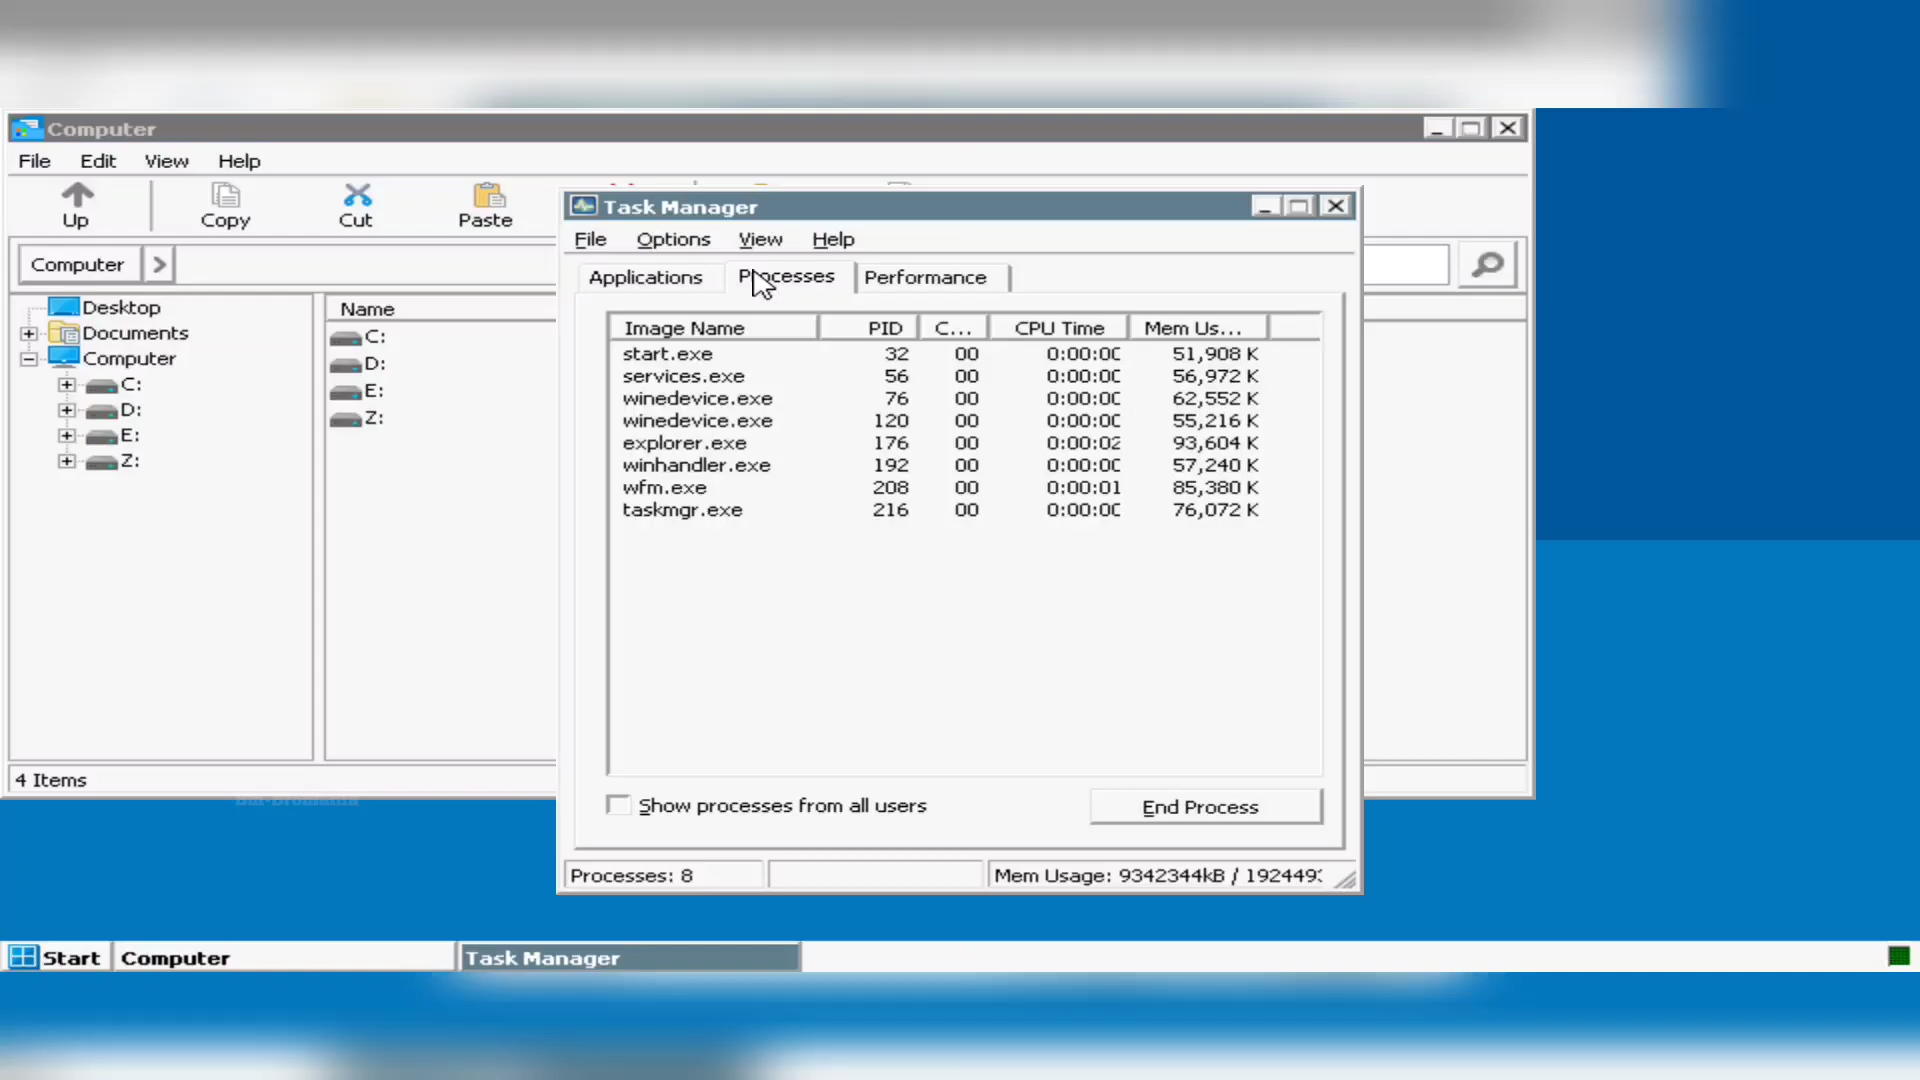 Computer
File Edit View Help
Up Copy Cut Paste
Computer >
Desktop
Documents
Computer
C:
D:
E:
Z:
Name
C:
D:
E:
Z:
4 Items
Task Manager
File Options View Help
Applications Processes Performance
Image Name PID C... CPU Time Mem Us...
start.exe 32 00 0:00:0C 51,908 K
services.exe 56 00 0:00:0C 56,972 K
winedevice.exe 76 00 0:00:0C 62,552 K
winedevice.exe 120 00 0:00:0C 55,216 K
explorer.exe 176 00 0:00:02 93,604 K
winhandler.exe 192 00 0:00:0C 57,240 K
wfm.exe 208 00 0:00:01 85,380 K
taskmgr.exe 216 00 0:00:0C 76,072 K
Show processes from all users End Process
Processes: 8 Mem Usage: 9342344kB / 192449
Start Computer Task Manager